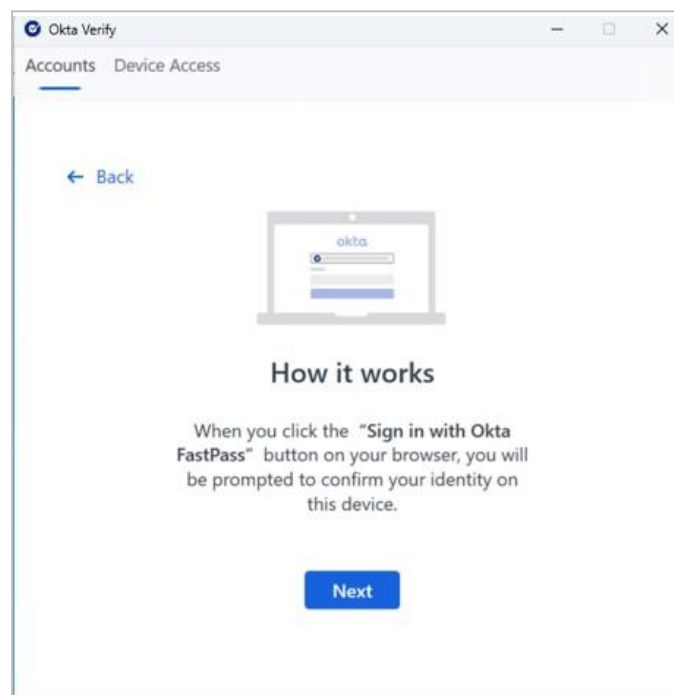 Okta Verify
Accounts Device Access
← Back
okta
How it works
When you click the "Sign in with Okta
FastPass" button on your browser, you will
be prompted to confirm your identity on
this device.
Next